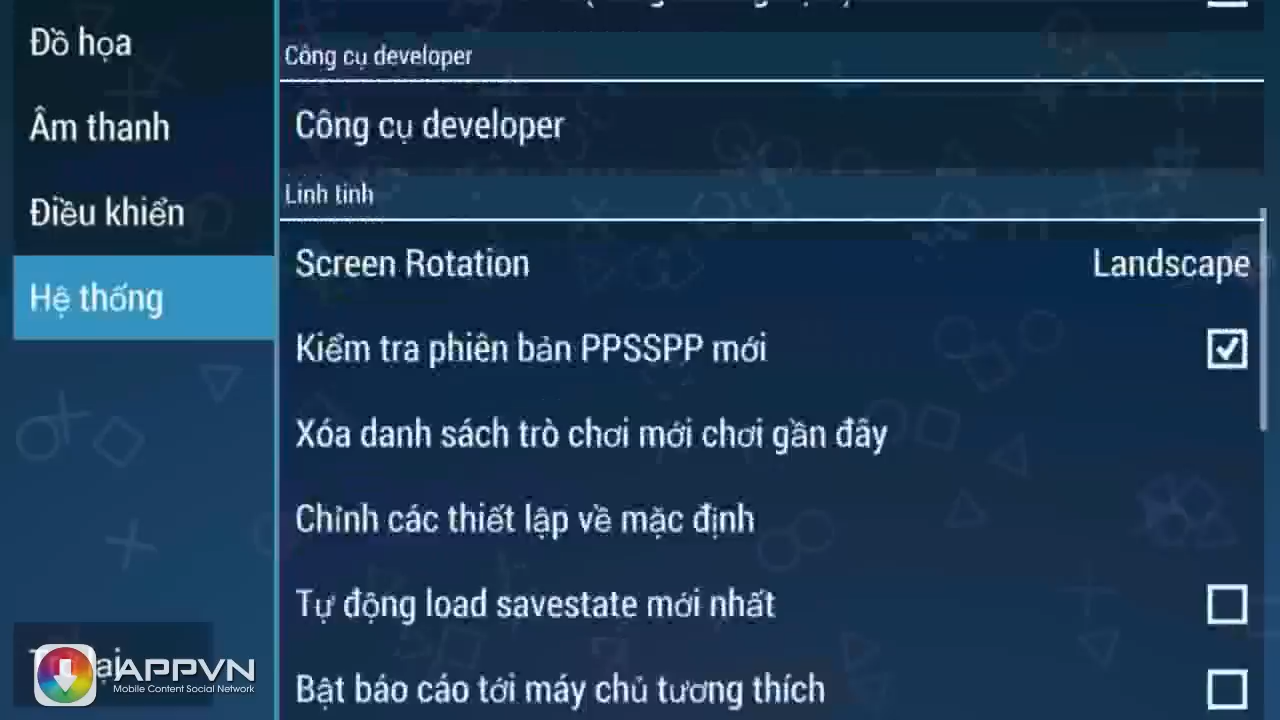 Đồ họa
Âm thanh
Điều khiển
Hệ thống
Công cụ developer
Công cụ developer
Linh tinh
Screen Rotation
Landscape
Kiểm tra phiên bản PPSSPP mới
Xóa danh sách trò chơi mới chơi gần đây
Chỉnh các thiết lập về mặc định
Tự động load savestate mới nhất
Bật báo cáo tới máy chủ tương thích
APPVN
Mobile Content Social Network